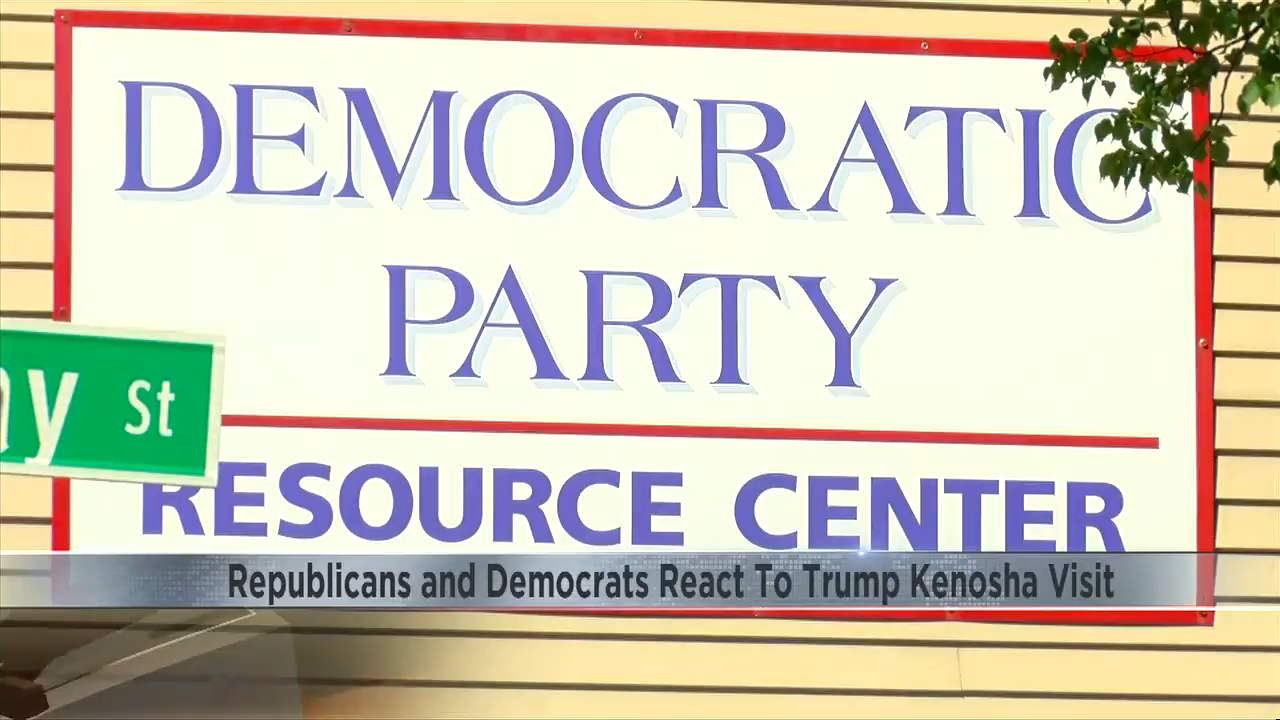 DEMOCRATIC
PARTY
St
RESOURCE CENTER
Republicans and Democrats React To Trump Kenosha Visit